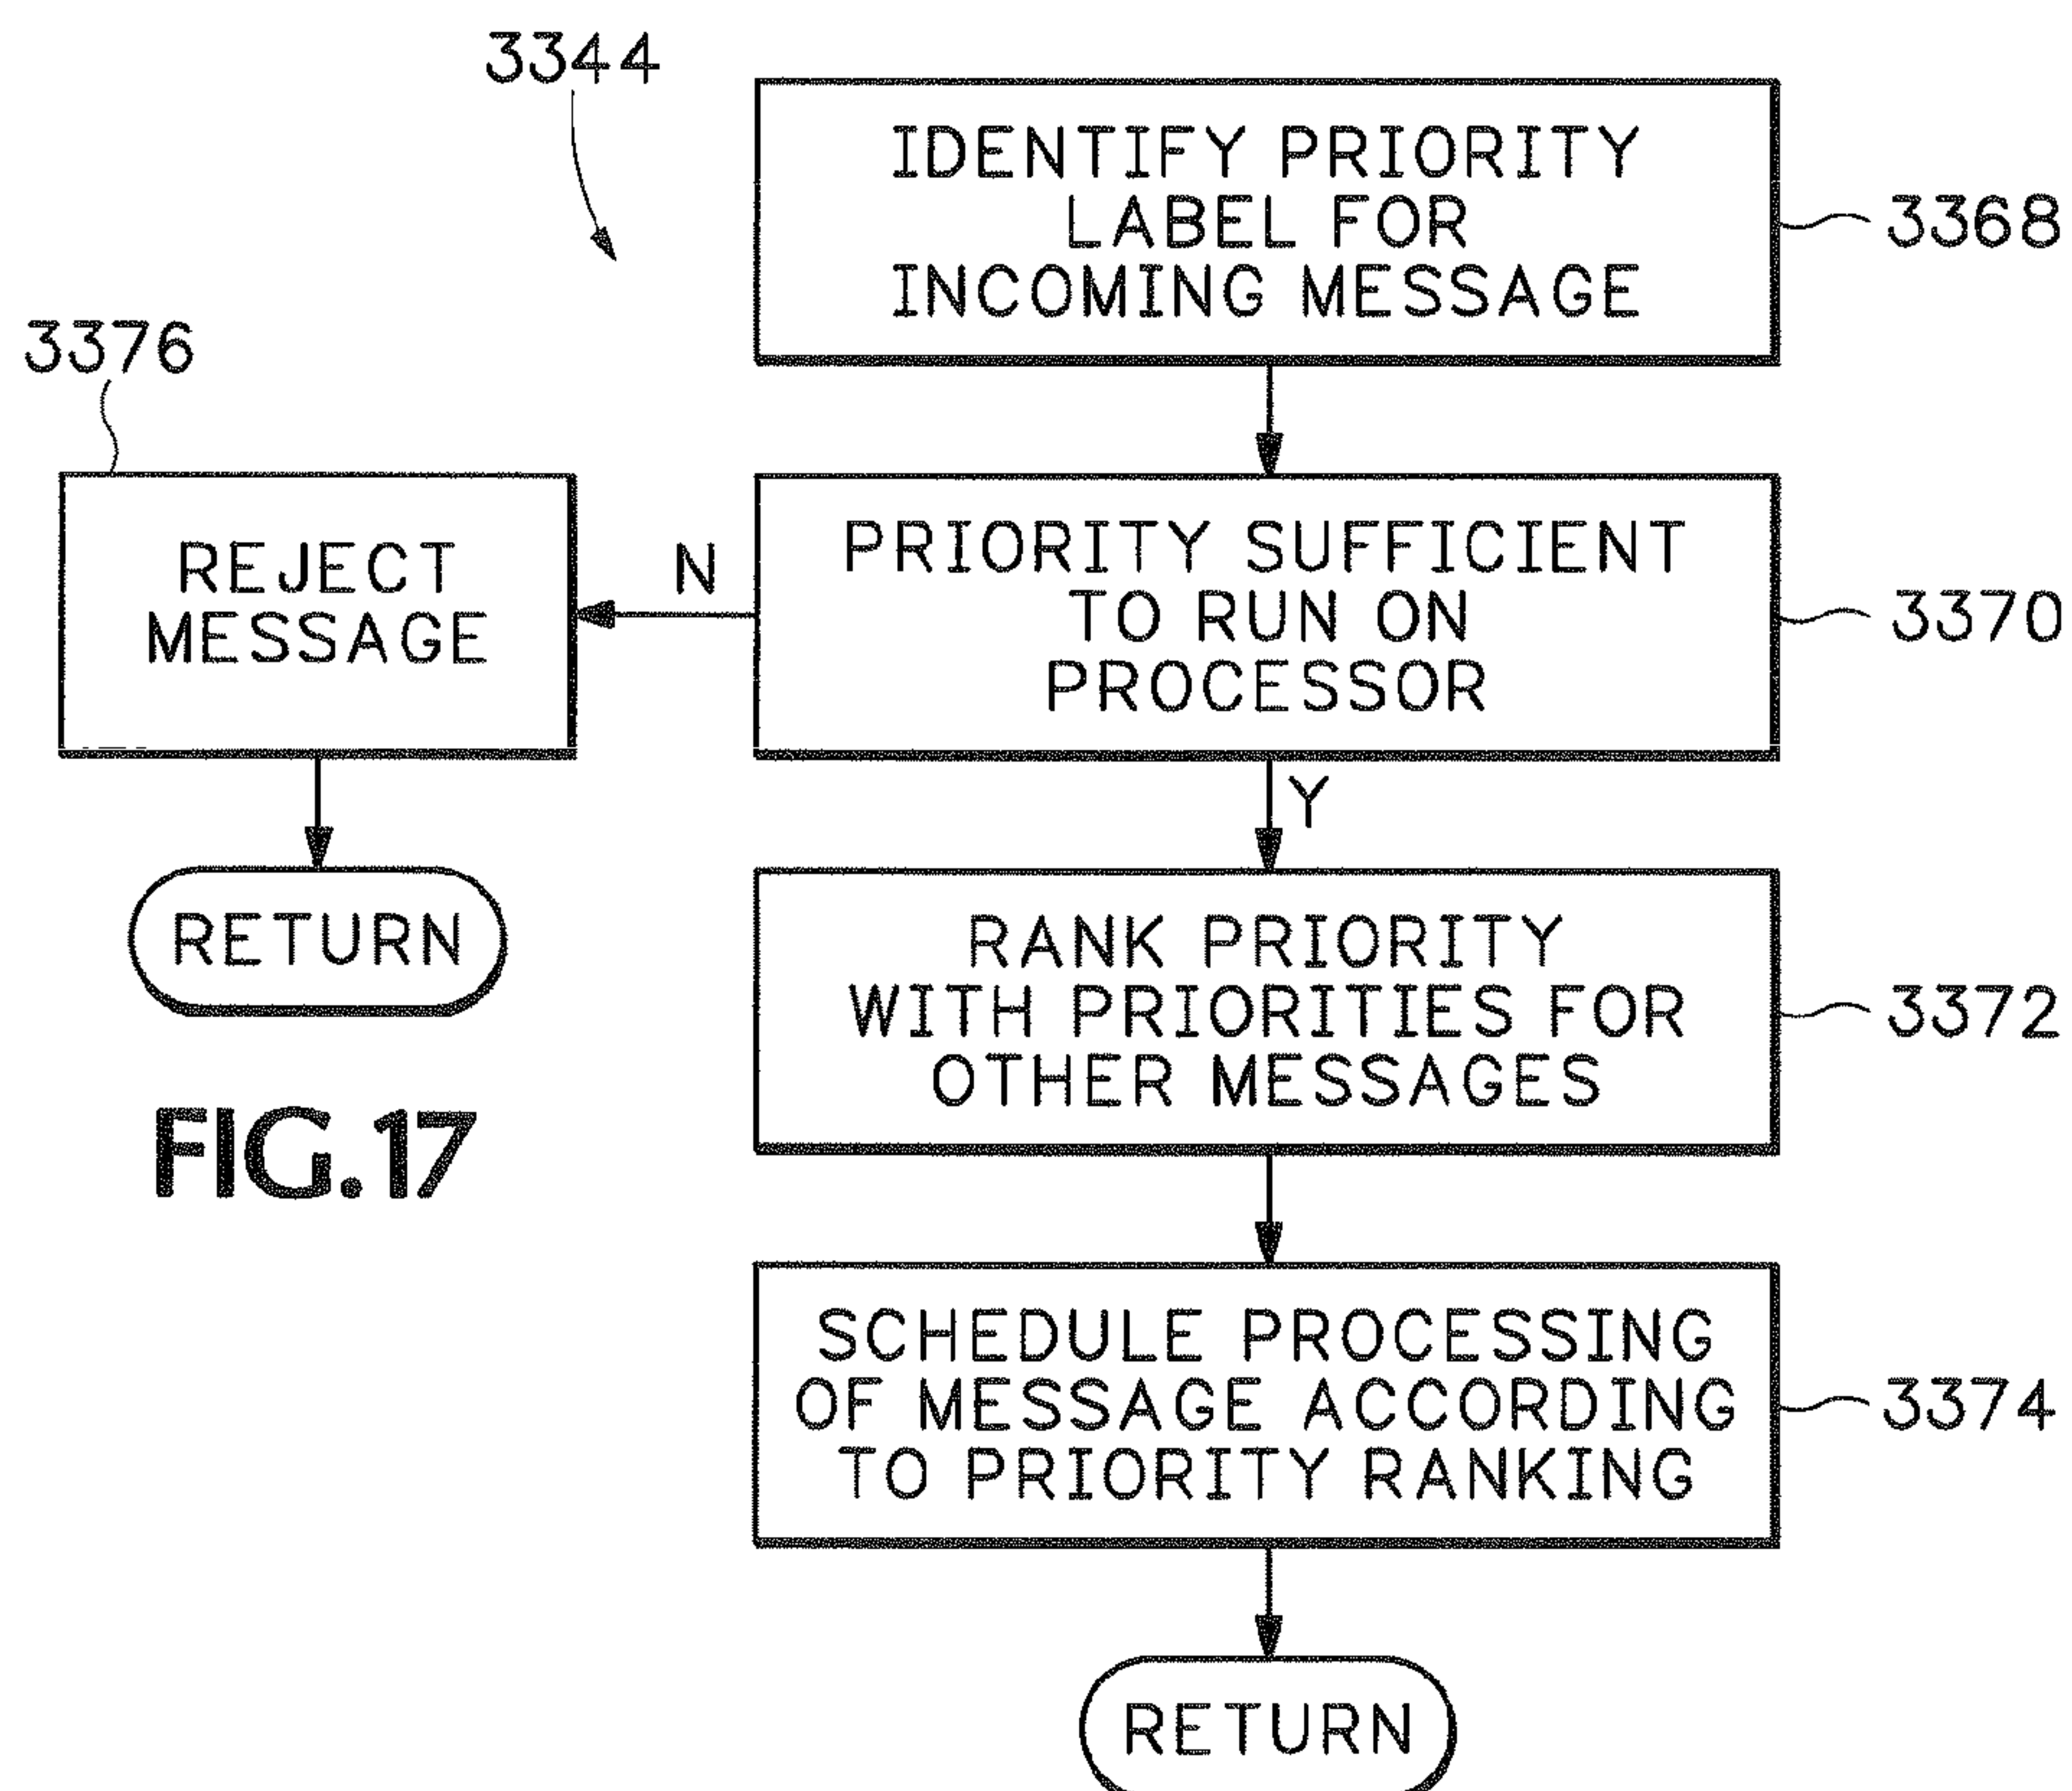 3344
IDENTIFY PRIORITY
LABEL FOR
INCOMING MESSAGE
3368
3376
REJECT
MESSAGE
N
PRIORITY SUFFICIENT
TO RUN ON
PROCESSOR
3370
Y
RETURN
RANK PRIORITY
WITH PRIORITIES FOR
OTHER MESSAGES
3372
FIG.17
SCHEDULE PROCESSING
OF MESSAGE ACCORDING
TO PRIORITY RANKING
3374
RETURN